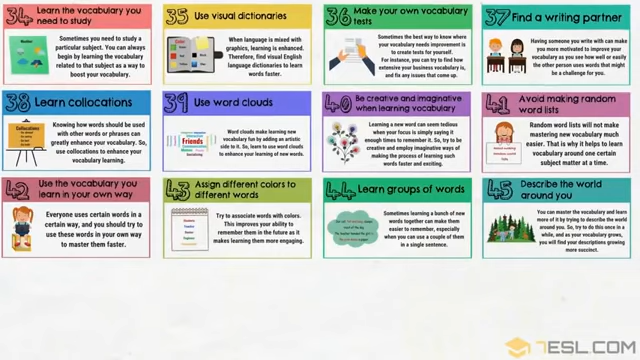 34 Learn the vocabulary you
need to study
Sometimes you need to study a
particular subject. You can always
begin by learning the vocabulary
related to that subject as a way to
boost your vocabulary.
35 Use visual dictionaries
When language is mixed with
graphics, learning is enhanced.
Therefore, find visual English
language dictionaries to learn
words faster.
36 Make your own vocabulary
tests
Sometimes the best way to know where
your vocabulary needs improvement is
to create tests for yourself.
For instance, you can try to find how
extensive your business vocabulary is,
and fix any issues that come up.
37 Find a writing partner
Having someone you write with can make
you more motivated to improve your
vocabulary as you use how well or easily
the other person uses words that might
be a challenge for you.
38 Learn collocations
Collocations
Knowing how words should be used
with other words or phrases can
greatly enhance your vocabulary. So,
use collocations to enhance your
vocabulary learning.
39 Use word clouds
Friends
Word clouds make learning new
vocabulary fun by adding an artistic
side to it. So, learn to use word clouds
to enhance your learning of new words.
40 Be creative and imaginative
when learning vocabulary
Learning a new word can seem tedious
when your focus is simply saying it
enough times to remember it. So, try to be
creative and employ imaginative ways of
making the process of learning such
words faster and exciting.
41 Avoid making random
word lists
Random word lists will not make
mastering new vocabulary much
easier. That is why it helps to learn
vocabulary around one certain
subject matter at a time.
42 Use the vocabulary you
learn in your own way
Everyone uses certain words in a
certain way, and you should try to
use these words in your own way
to master them faster.
43 Assign different colors to
different words
Try to associate words with colors.
This improves your ability to
remember them in the future as it
makes learning them more engaging.
44 Learn groups of words
Sometimes learning a bunch of new
words together can make them
easier to remember, especially
when you can use a couple of them
in a single sentence.
45 Describe the world
around you
You can master the vocabulary and learn
more of it by trying to describe the
world around you. So, try to do this once in a
while, and as your vocabulary grows,
you will find your descriptions growing
more succinct.
7ESL.COM